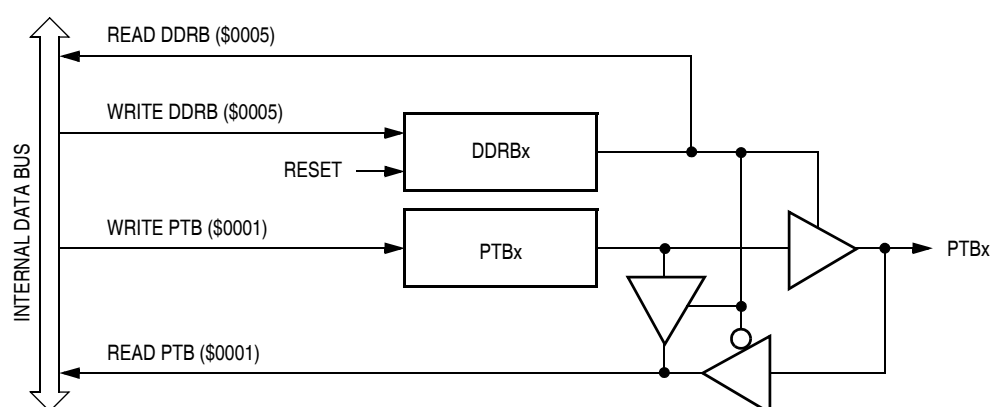 READ DDRB ($0005)
WRITE DDRB ($0005)
RESET
DDRBx
WRITE PTB ($0001)
PTBx
PTBx
READ PTB ($0001)
INTERNAL DATA BUS